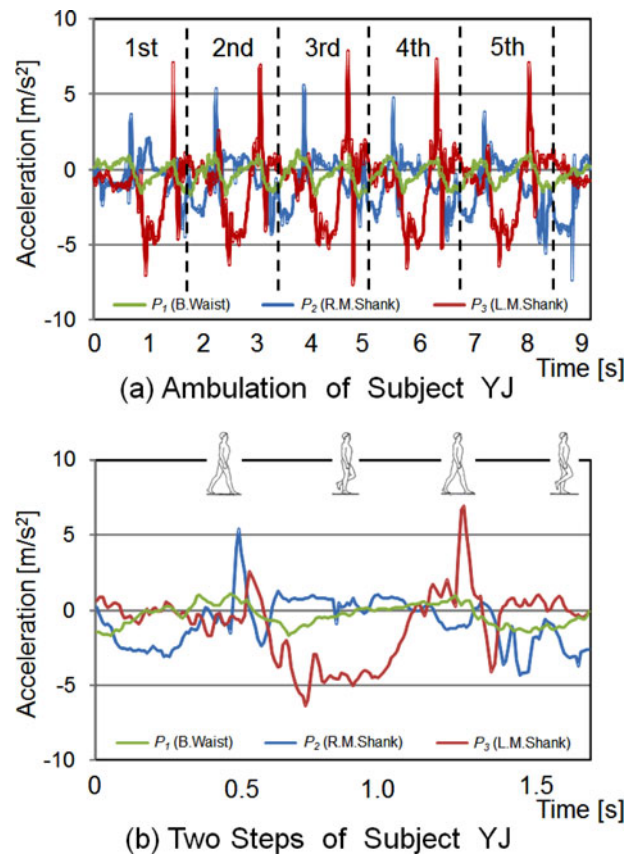 10
5
0
-5
-10
Acceleration [m/s²]
1st 2nd 3rd 4th 5th
P₁ (B.Waist) P₂ (R.M.Shank) P₃ (L.M.Shank)
0 1 2 3 4 5 6 7 8 9
Time [s]
(a) Ambulation of Subject YJ
10
5
0
-5
-10
Acceleration [m/s²]
P₁ (B.Waist) P₂ (R.M.Shank) P₃ (L.M.Shank)
0 0.5 1.0 1.5
Time [s]
(b) Two Steps of Subject YJ